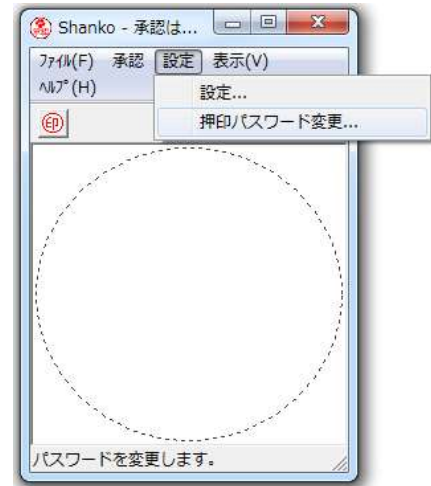 Shanko - 承認は...
ﾌｧｲﾙ(F) 承認 設定 表示(V)
ﾍﾙﾌﾟ(H)
設定...
押印パスワード変更...
印
パスワードを変更します。